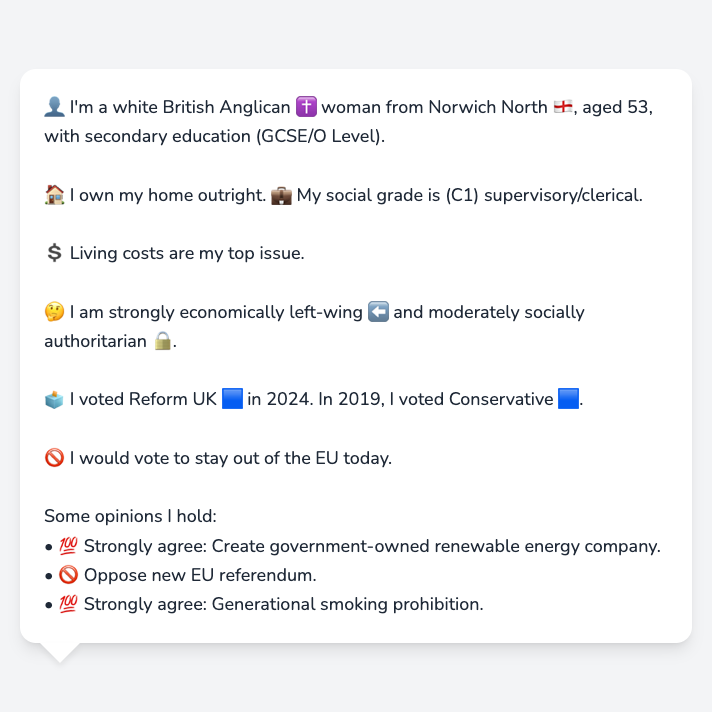 👤 I'm a white British Anglican ✝️ woman from Norwich North 🏴󠁧󠁢󠁥󠁮󠁧󠁿, aged 53,
with secondary education (GCSE/O Level).
🏠 I own my home outright. 💼 My social grade is (C1) supervisory/clerical.
💲 Living costs are my top issue.
🤔 I am strongly economically left-wing ⬅️ and moderately socially
authoritarian 🔒.
🗳️ I voted Reform UK 🟦 in 2024. In 2019, I voted Conservative 🟦.
🚫 I would vote to stay out of the EU today.
Some opinions I hold:
• 💯 Strongly agree: Create government-owned renewable energy company.
• 🚫 Oppose new EU referendum.
• 💯 Strongly agree: Generational smoking prohibition.